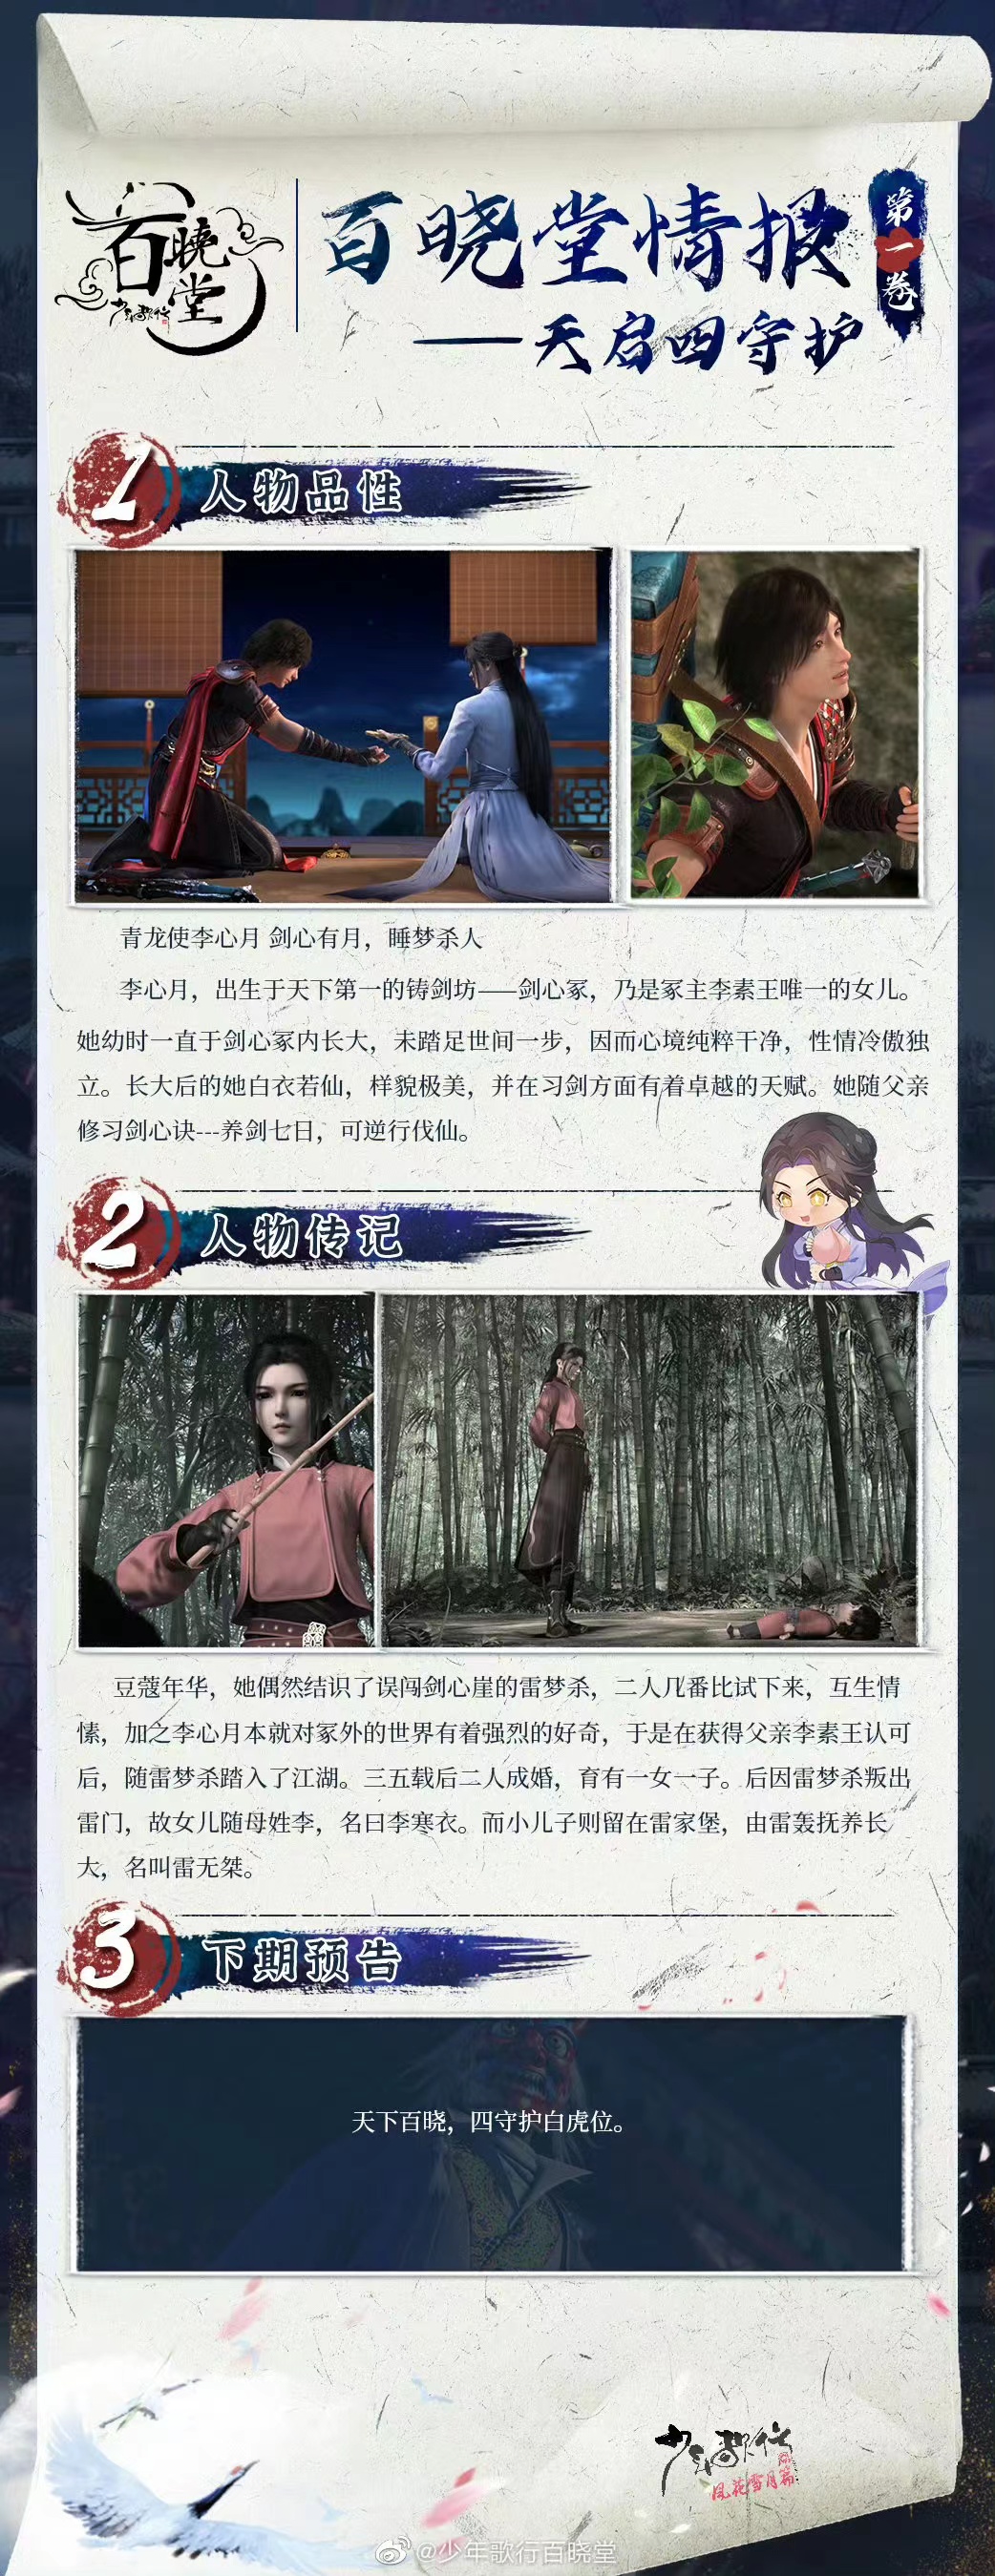 百曉堂
少年歌行
百晓堂情报
第一卷
——天启四守护
1
人物品性
青龙使李心月 剑心有月，睡梦杀人
李心月，出生于天下第一的铸剑坊——剑心冢，乃是冢主李素王唯一的女儿。
她幼时一直于剑心冢内长大，未踏足世间一步，因而心境纯粹干净，性情冷傲独
立。长大后的她白衣若仙，样貌极美，并在习剑方面有着卓越的天赋。她随父亲
修习剑心诀---养剑七日，可逆行伐仙。
2
人物传记
豆蔻年华，她偶然结识了误闯剑心崖的雷梦杀，二人几番比试下来，互生情
愫，加之李心月本就对冢外的世界有着强烈的好奇，于是在获得父亲李素王认可
后，随雷梦杀踏入了江湖。三五载后二人成婚，育有一女一子。后因雷梦杀叛出
雷门，故女儿随母姓李，名曰李寒衣。而小儿子则留在雷家堡，由雷轰抚养长
大，名叫雷无桀。
3
下期预告
天下百晓，四守护白虎位。
少年歌行
风花雪月篇
@少年歌行百晓堂